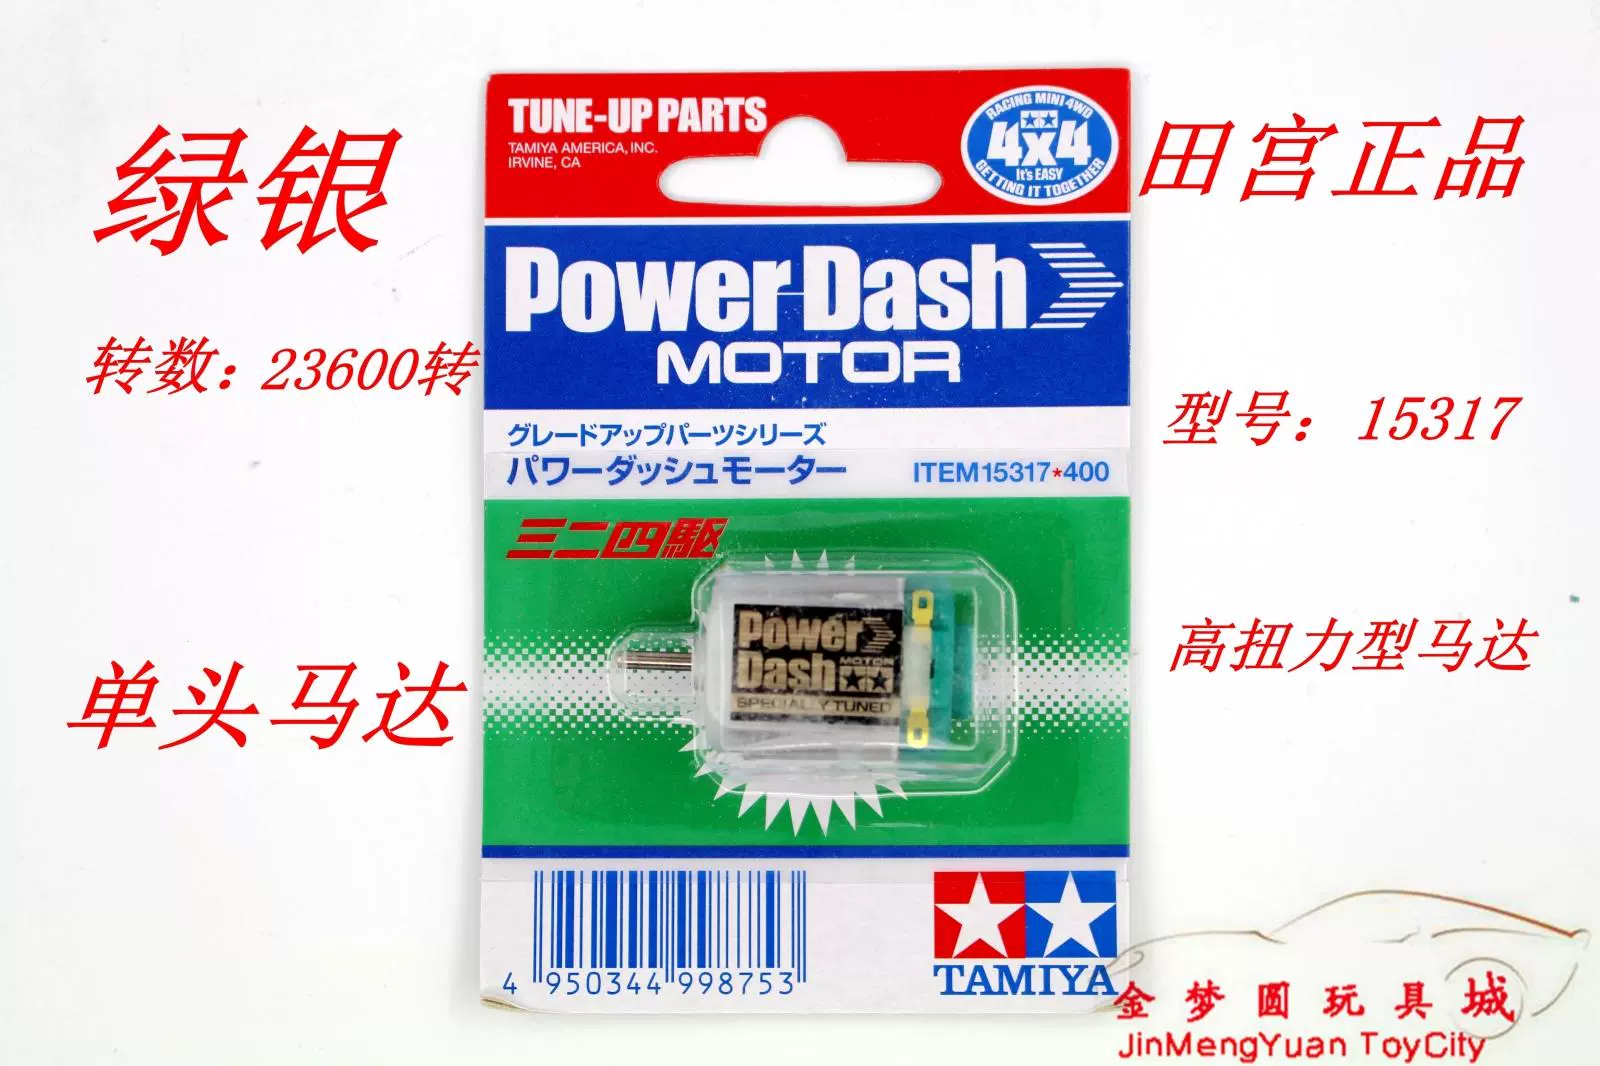 TUNE-UP PARTS
TAMIYA AMERICA, INC.
IRVINE, CA
RACING MINI 4WD
4x4
It's EASY
GETTING IT TOGETHER
绿银
田宫正品
Power Dash
MOTOR
转数：23600转
型号：15317
グレードアップパーツシリーズ
パワーダッシュモーター
ITEM15317*400
ミニ四駆
Power
Dash
MOTOR
SPECIALLY TUNED
单头马达
高扭力型马达
4 950344 998753
TAMIYA
金梦圆玩具城
JinMengYuan ToyCity